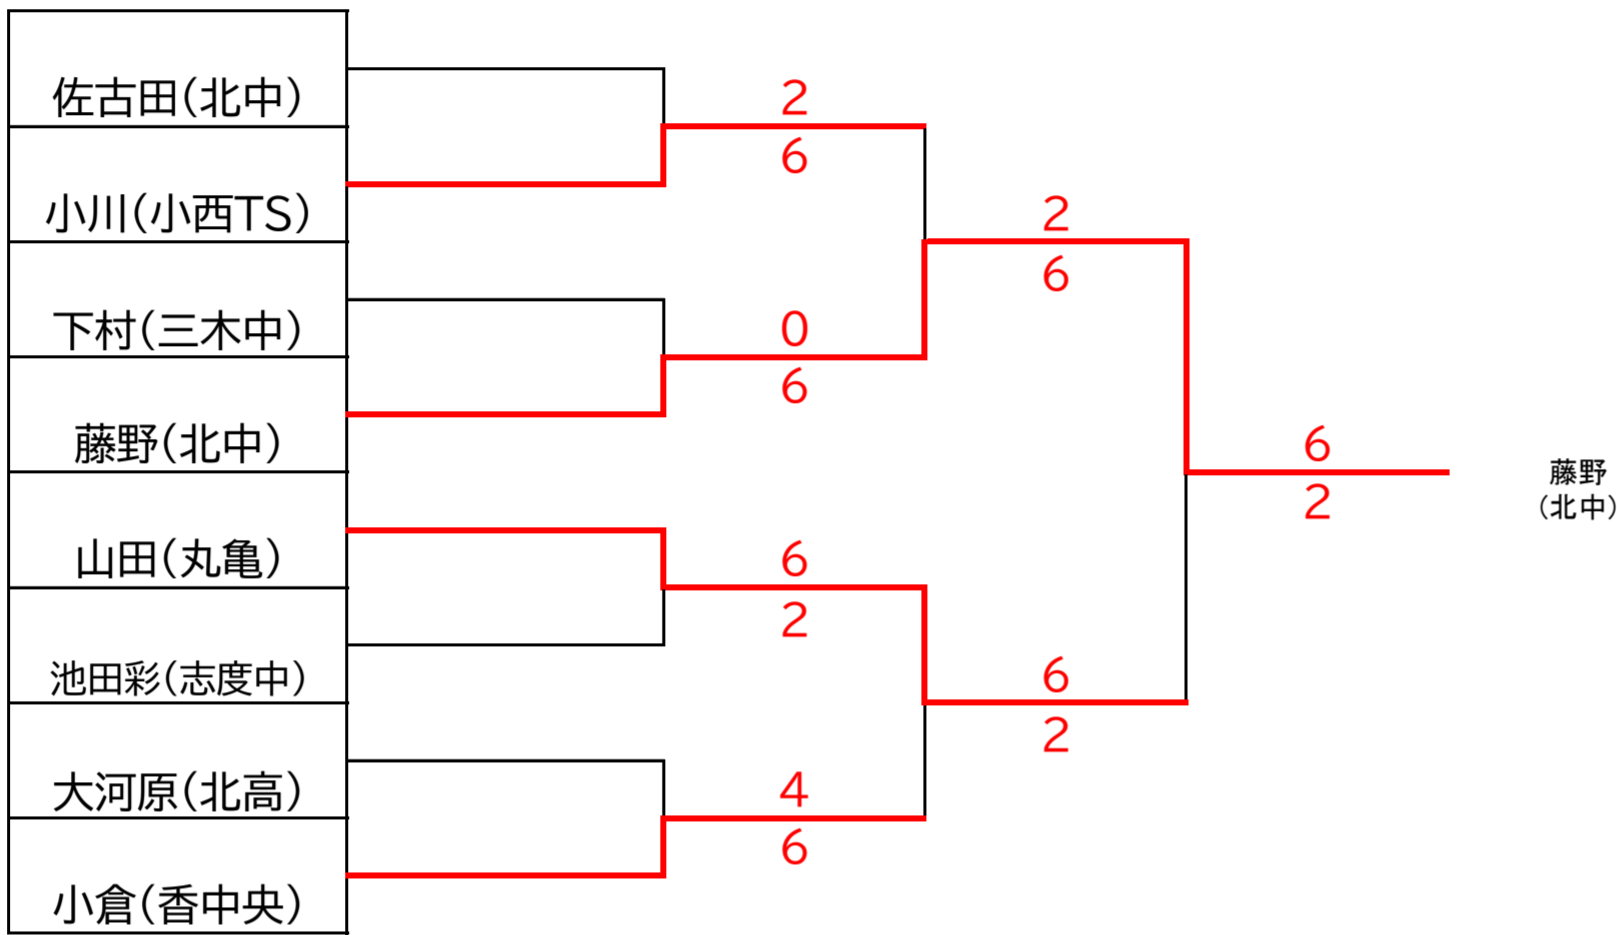 佐古田(北中)
小川(小西TS)
下村(三木中)
藤野(北中)
山田(丸亀)
池田彩(志度中)
大河原(北高)
小倉(香中央)
2
6
0
6
6
2
4
6
2
6
6
2
6
2
藤野
(北中)